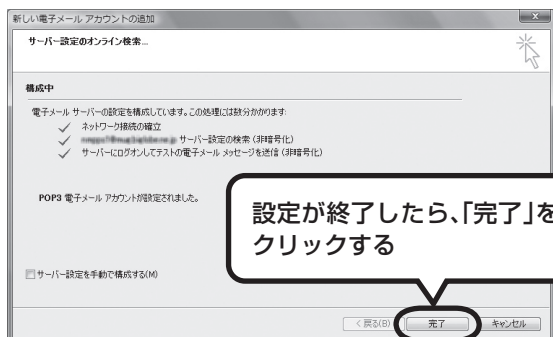 新しい電子メール アカウントの追加
サーバー設定のオンライン検索...
構成中
電子メール サーバーの設定を構成しています。この処理には数分かかります:
✓ ネットワーク接続の確立
✓ サーバー設定の検索 (非暗号化)
✓ サーバーにログオンしてテストの電子メール メッセージを送信 (非暗号化)
POP3 電子メール アカウントが設定されました。
設定が終了したら、「完了」を
クリックする
サーバー設定を手動で構成する(M)
< 戻る(B)
完了
キャンセル